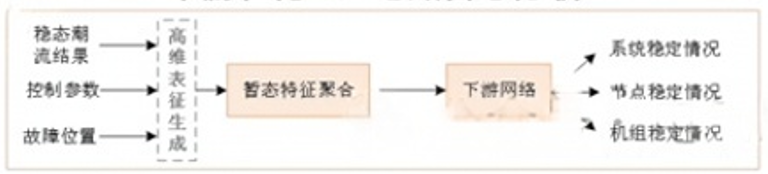 稳态潮
流结果
控制参数
故障位置
高维表征生成
暂态特征聚合
下游网络
系统稳定情况
节点稳定情况
机组稳定情况